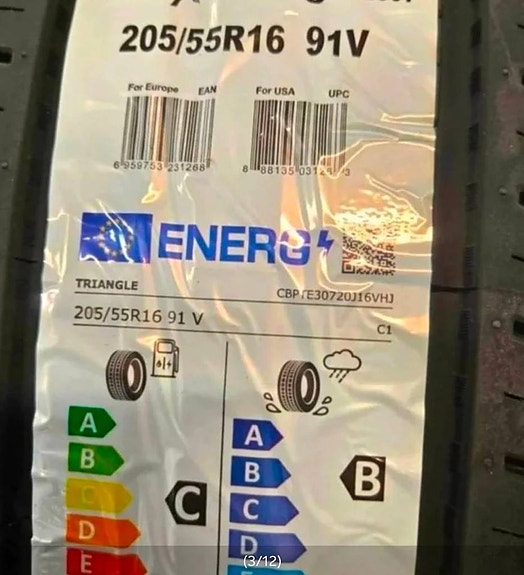 205/55R16 91V
For Europe EAN
For USA UPC
6 959753 231268
ENERG
TRIANGLE
CBPTE30720J16VHJ
205/55R16 91 V
C1
A
B
C
D
E
C
A
B
C
D
B
(3/12)